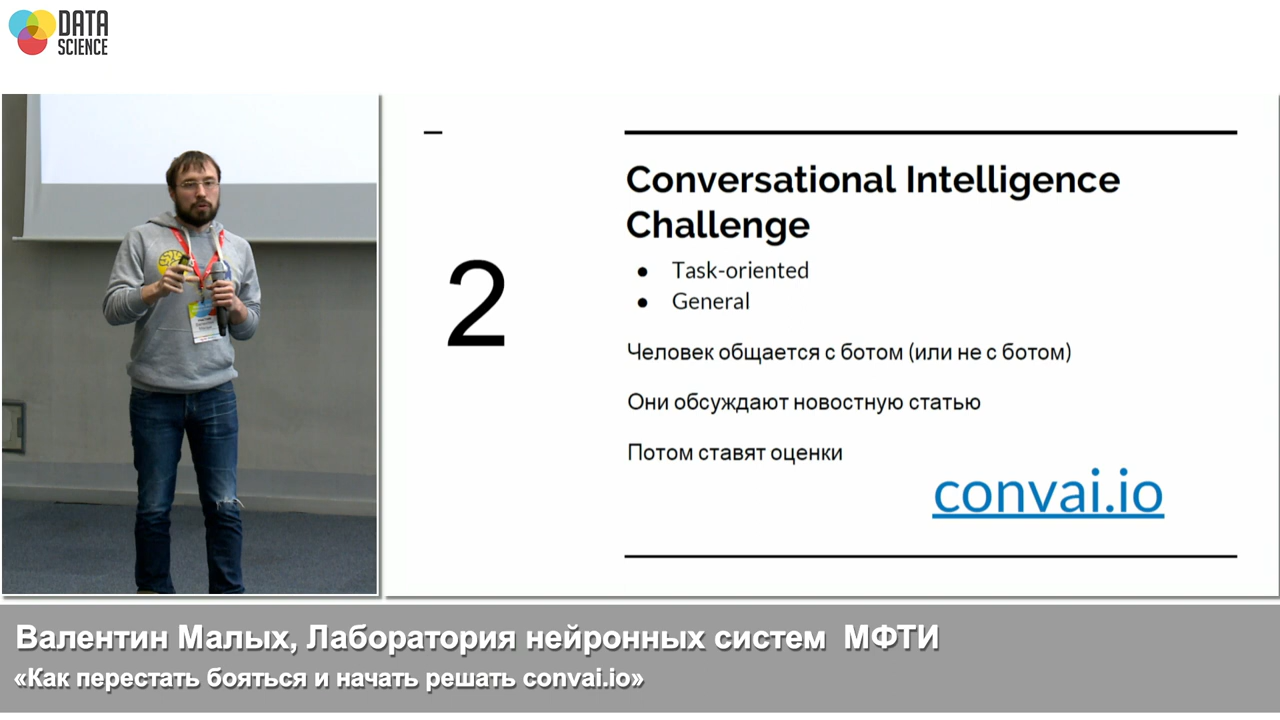 DATA
SCIENCE
2
Conversational Intelligence
Challenge
● Task-oriented
● General
Человек общается с ботом (или не с ботом)
Они обсуждают новостную статью
Потом ставят оценки
convai.io
Валентин Малых, Лаборатория нейронных систем МФТИ
«Как перестать бояться и начать решать convai.io»